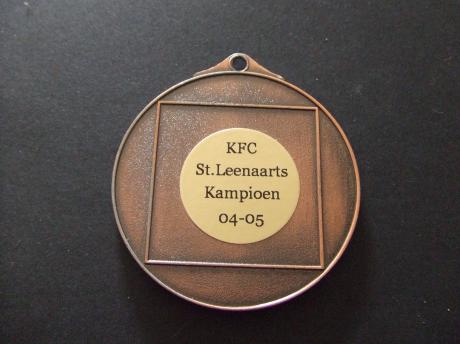 KFC
St.Leenaarts
Kampioen
04-05